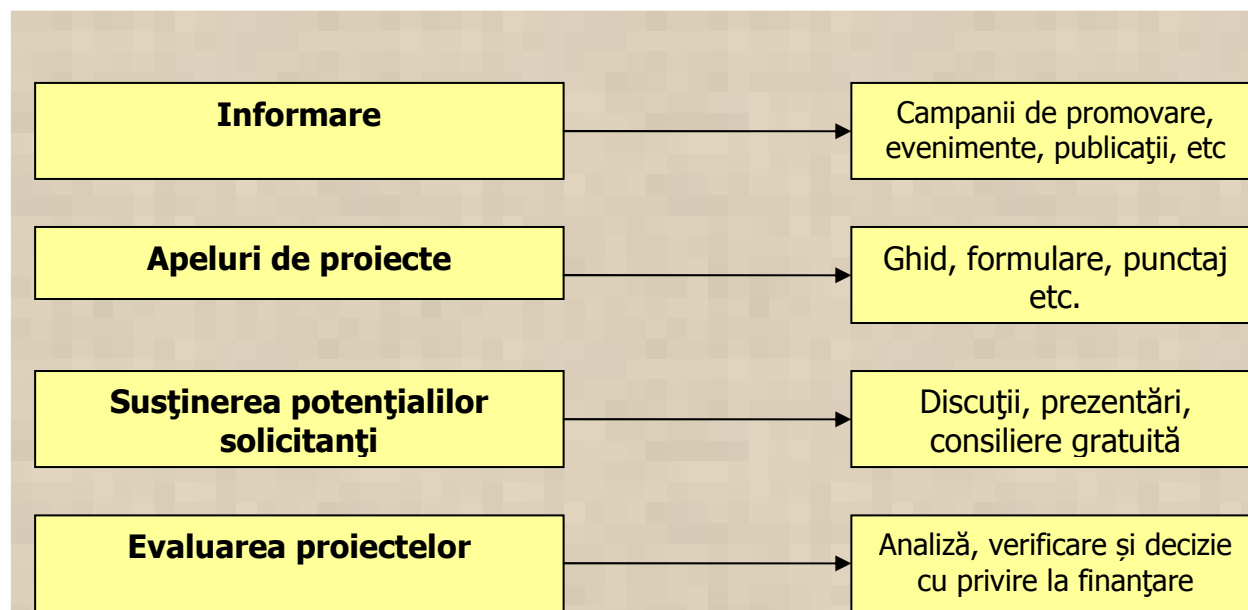 Informare
Campanii de promovare,
evenimente, publicaţii, etc
Apeluri de proiecte
Ghid, formulare, punctaj
etc.
Susţinerea potenţialilor
solicitanţi
Discuţii, prezentări,
consiliere gratuită
Evaluarea proiectelor
Analiză, verificare și decizie
cu privire la finanţare